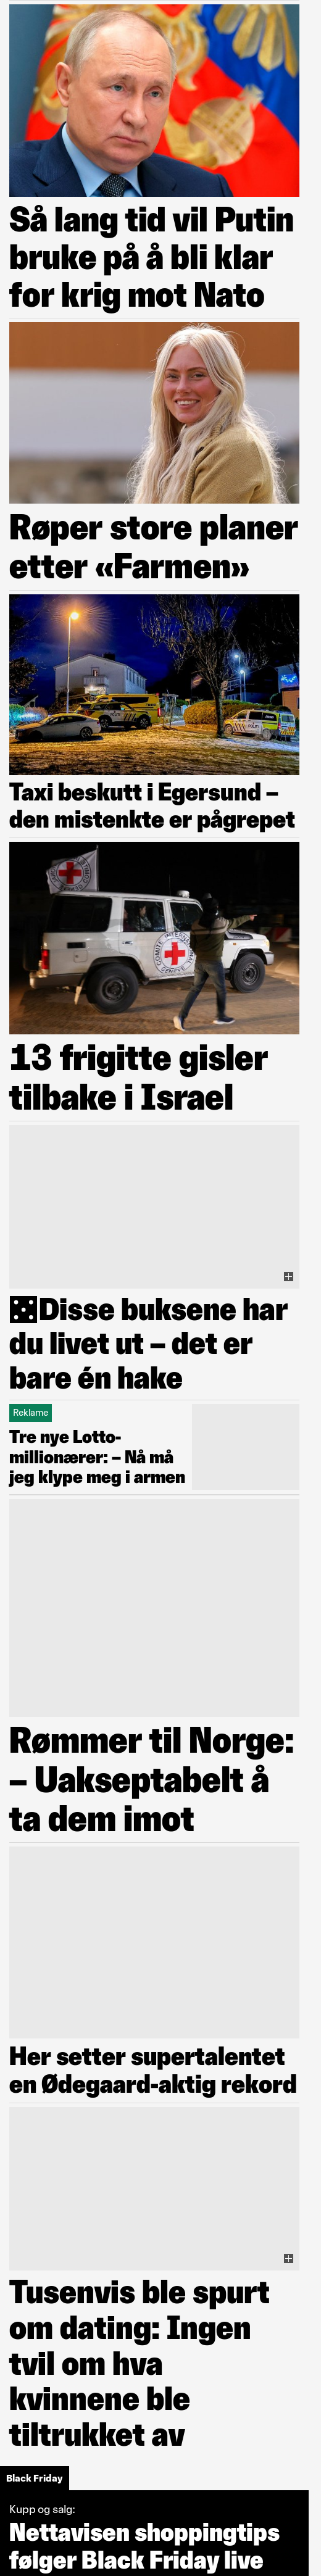 Så lang tid vil Putin
bruke på å bli klar
for krig mot Nato
Røper store planer
etter «Farmen»
Taxi beskutt i Egersund –
den mistenkte er pågrepet
13 frigitte gisler
tilbake i Israel
Disse buksene har
du livet ut – det er
bare én hake
Reklame
Tre nye Lotto-
millionærer: – Nå må
jeg klype meg i armen
Rømmer til Norge:
– Uakseptabelt å
ta dem imot
Her setter supertalentet
en Ødegaard-aktig rekord
Tusenvis ble spurt
om dating: Ingen
tvil om hva
kvinnene ble
tiltrukket av
Black Friday
Kupp og salg:
Nettavisen shoppingtips
følger Black Friday live